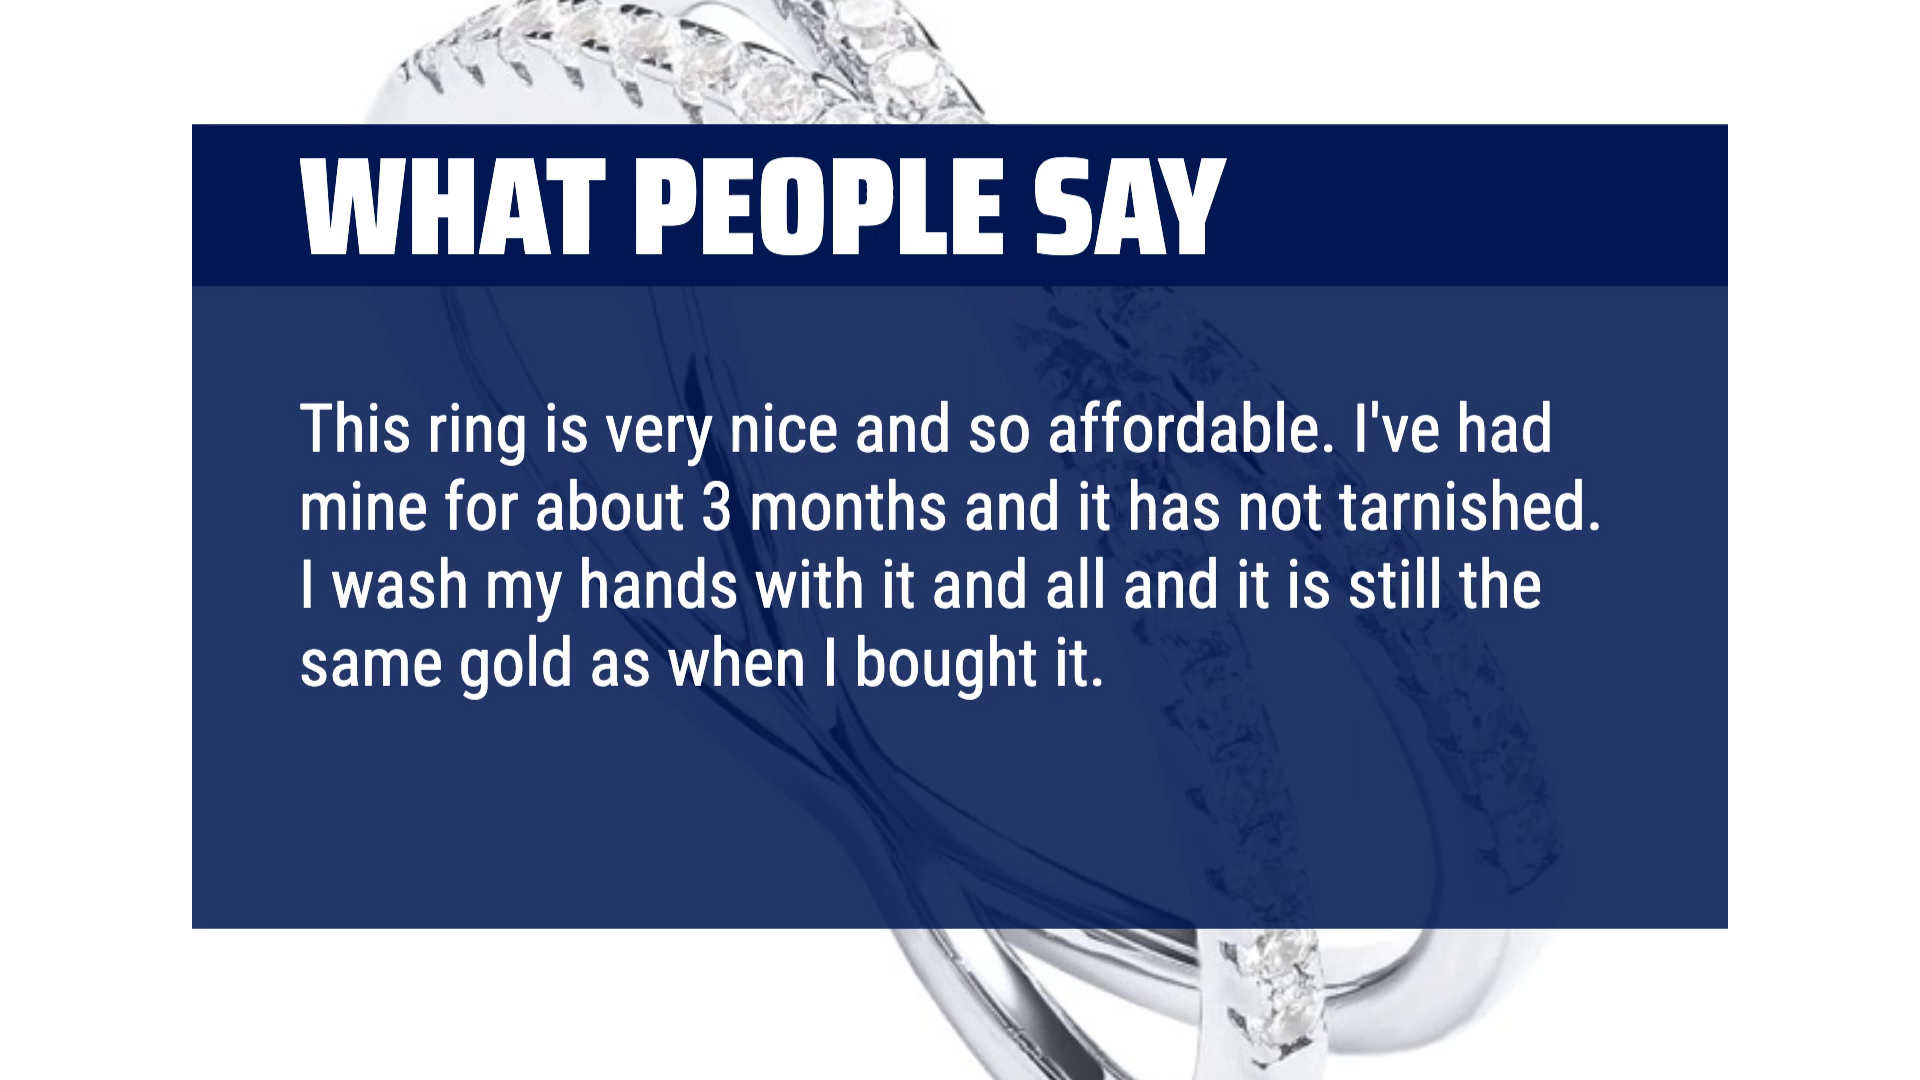 WHAT PEOPLE SAY
This ring is very nice and so affordable. I've had
mine for about 3 months and it has not tarnished.
I wash my hands with it and all and it is still the
same gold as when I bought it.